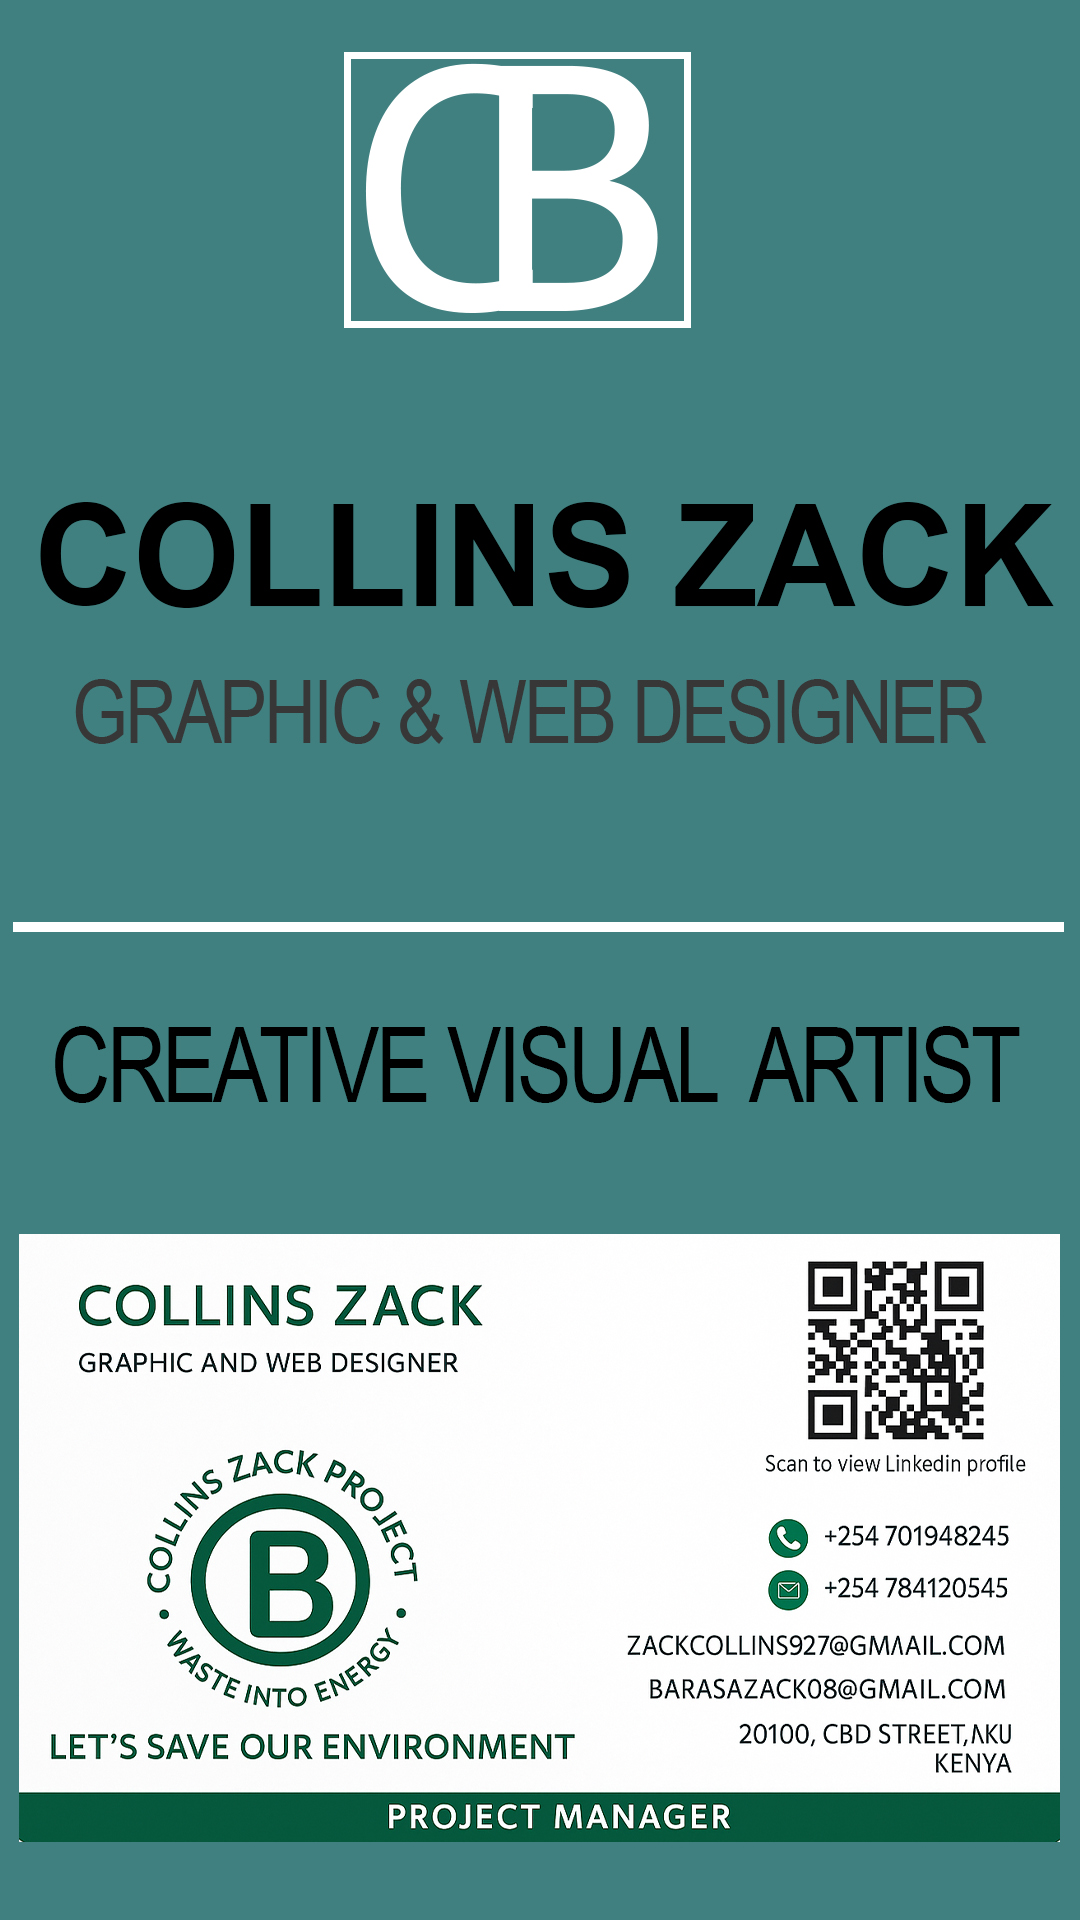 CB
COLLINS ZACK
GRAPHIC & WEB DESIGNER
CREATIVE VISUAL ARTIST
COLLINS ZACK
GRAPHIC AND WEB DESIGNER
Scan to view Linkedin profile
COLLINS ZACK PROJECT
B
• WASTE INTO ENERGY •
+254 701948245
+254 784120545
ZACKCOLLINS927@GMAAIL.COM
BARASAZACK08@GMAIL.COM
20100, CBD STREET,AKU
KENYA
LET'S SAVE OUR ENVIRONMENT
PROJECT MANAGER